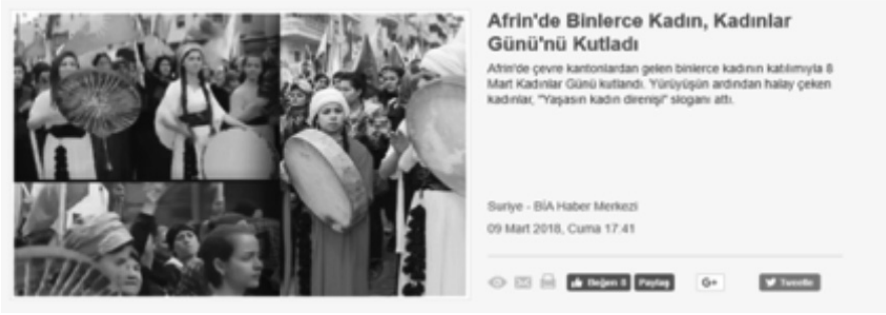 Afrin'de Binlerce Kadın, Kadınlar
Günü'nü Kutladı
Afrin'de çevre kantonlardan gelen binlerce kadının katılımıyla 8
Mart Kadınlar Günü kutlandı. Yürüyüşün ardından halay çeken
kadınlar, "Yaşasın kadın direnişi" sloganı attı.
Suriye - BİA Haber Merkezi
09 Mart 2018, Cuma 17:41
Beğen 8 Paylaş G+ Tweetle